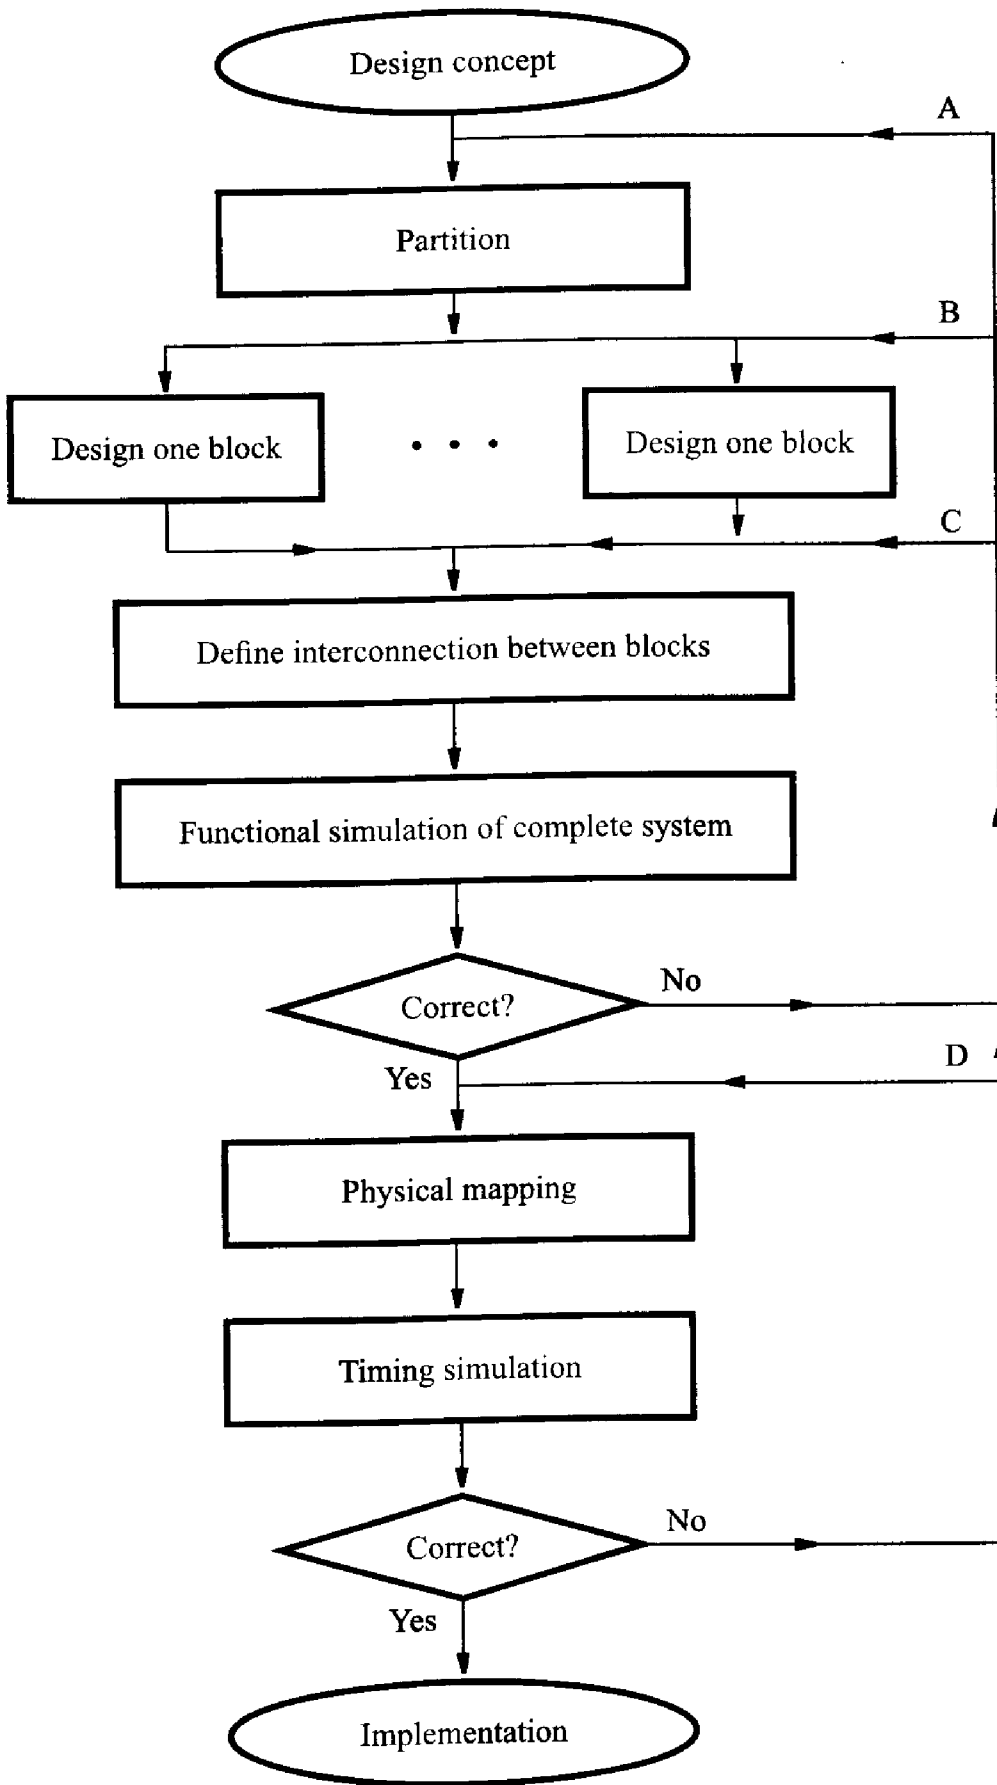 Design concept
A
Partition
B
Design one block
Design one block
C
Define interconnection between blocks
Functional simulation of complete system
Correct?
No
Yes
D
Physical mapping
Timing simulation
Correct?
No
Yes
Implementation